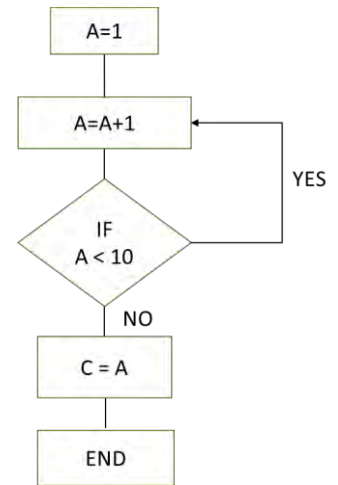 A=1
A=A+1
YES
IF
A < 10
NO
C = A
END